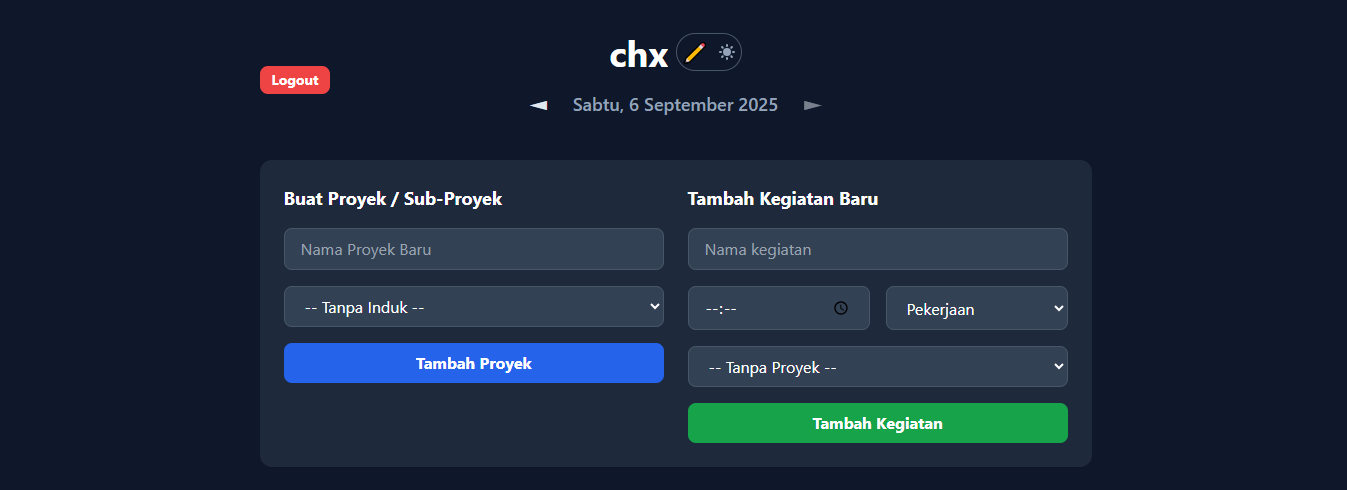 chx
Logout
Sabtu, 6 September 2025
Buat Proyek / Sub-Proyek
Nama Proyek Baru
-- Tanpa Induk --
Tambah Proyek
Tambah Kegiatan Baru
Nama kegiatan
--:--
Pekerjaan
-- Tanpa Proyek --
Tambah Kegiatan